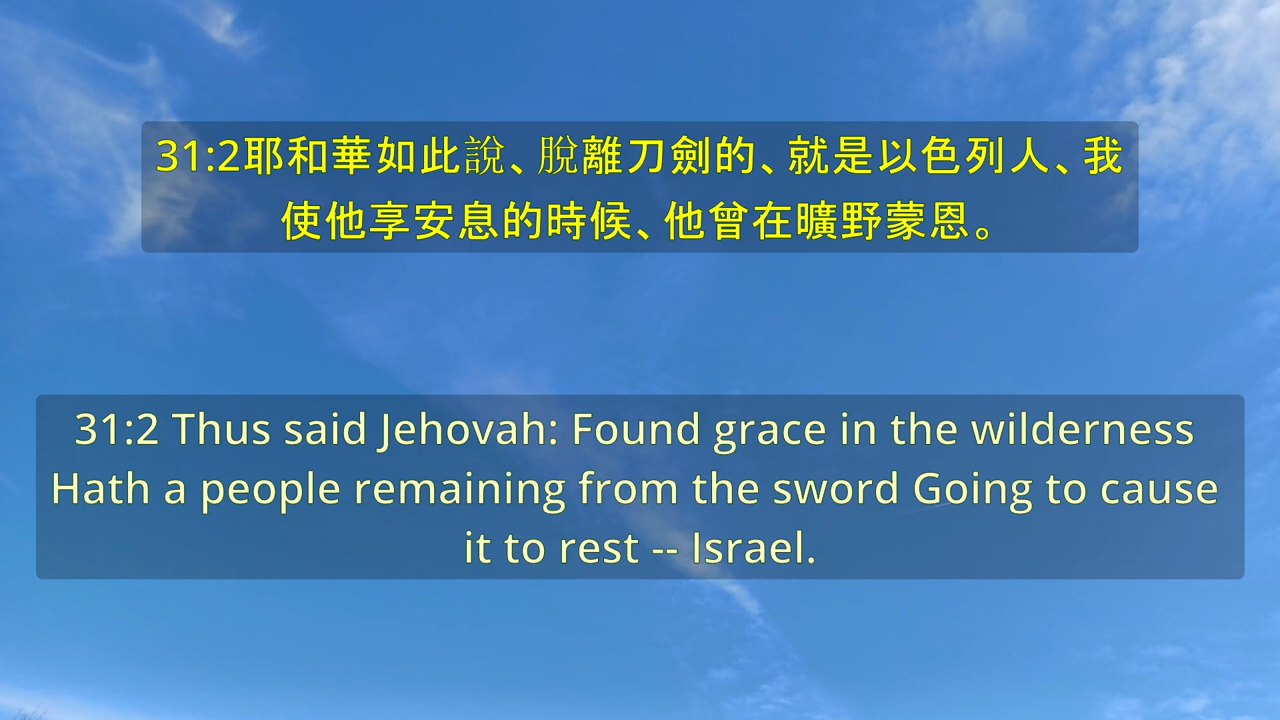 31:2耶和華如此說、脫離刀劍的、就是以色列人、我
使他享安息的時候、他曾在曠野蒙恩。
31:2 Thus said Jehovah: Found grace in the wilderness
Hath a people remaining from the sword Going to cause
it to rest -- Israel.